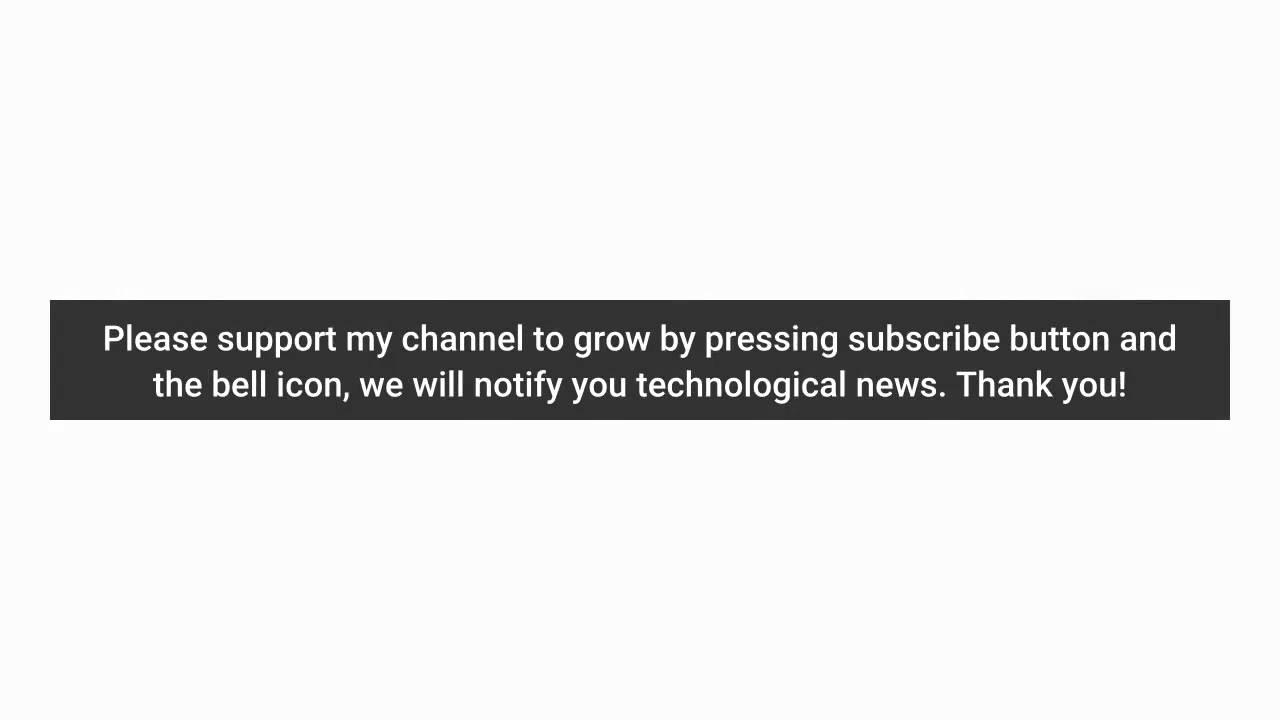 Please support my channel to grow by pressing subscribe button and
the bell icon, we will notify you technological news. Thank you!